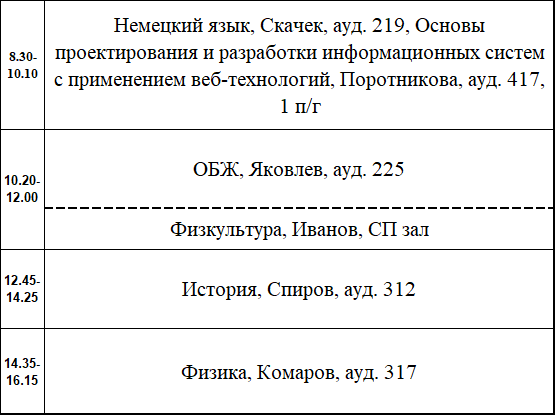 8.30-
10.10
Немецкий язык, Скачек, ауд. 219, Основы
проектирования и разработки информационных систем
с применением веб-технологий, Поротникова, ауд. 417,
1 п/г
10.20-
12.00
ОБЖ, Яковлев, ауд. 225
Физкультура, Иванов, СП зал
12.45-
14.25
История, Спиров, ауд. 312
14.35-
16.15
Физика, Комаров, ауд. 317